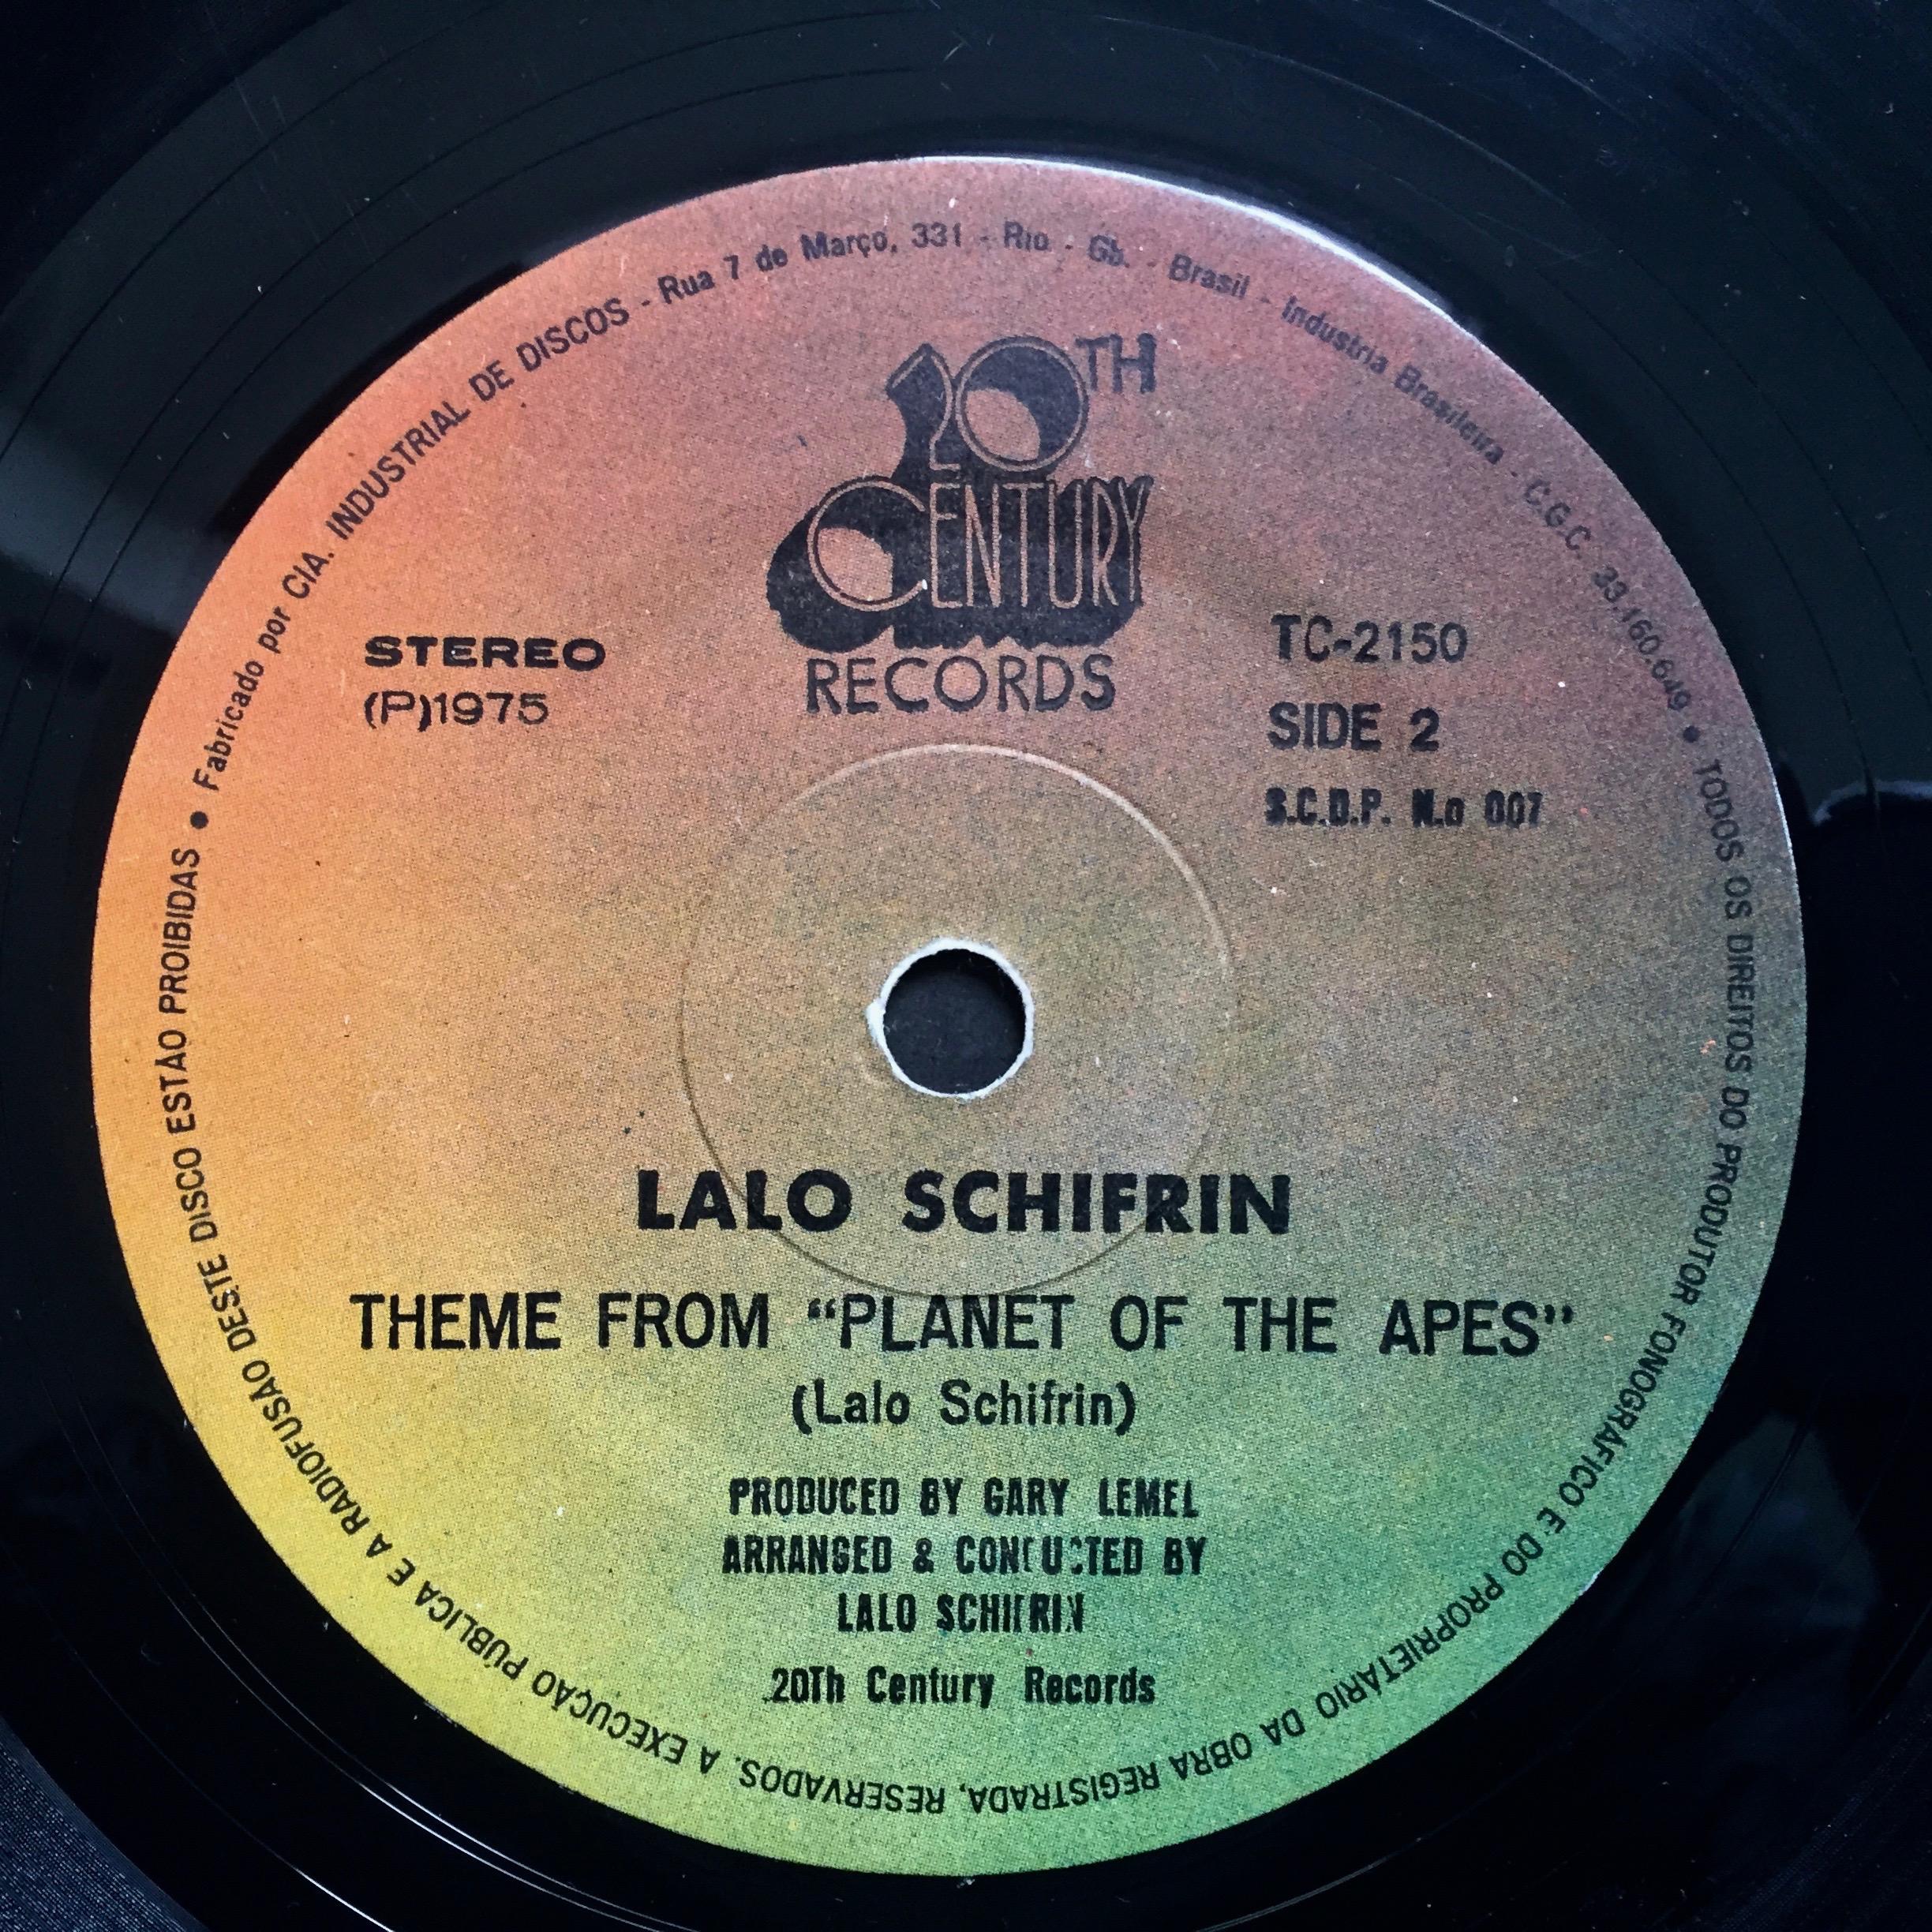 Fabricado por CIA. INDUSTRIAL DE DISCOS - Rua 7 de Março, 331 - Rio - Gb. - Brasil - Industria Brasileira - C.G.C. 33.160.649 • TODOS OS DIREITOS DO PRODUTOR FONOGRÁFICO E DO PROPRIETÁRIO DA OBRA REGISTRADA, RESERVADOS. A EXECUÇÃO PÚBLICA E A RADIOFUSÃO DESTE DISCO ESTÃO PROIBIDAS •
20TH
CENTURY
RECORDS
STEREO
(P)1975
TC-2150
SIDE 2
S.C.D.P. N.o 007
LALO SCHIFRIN
THEME FROM “PLANET OF THE APES”
(Lalo Schifrin)
PRODUCED BY GARY LEMEL
ARRANGED & CONDUCTED BY
LALO SCHIFRIN
20Th Century Records